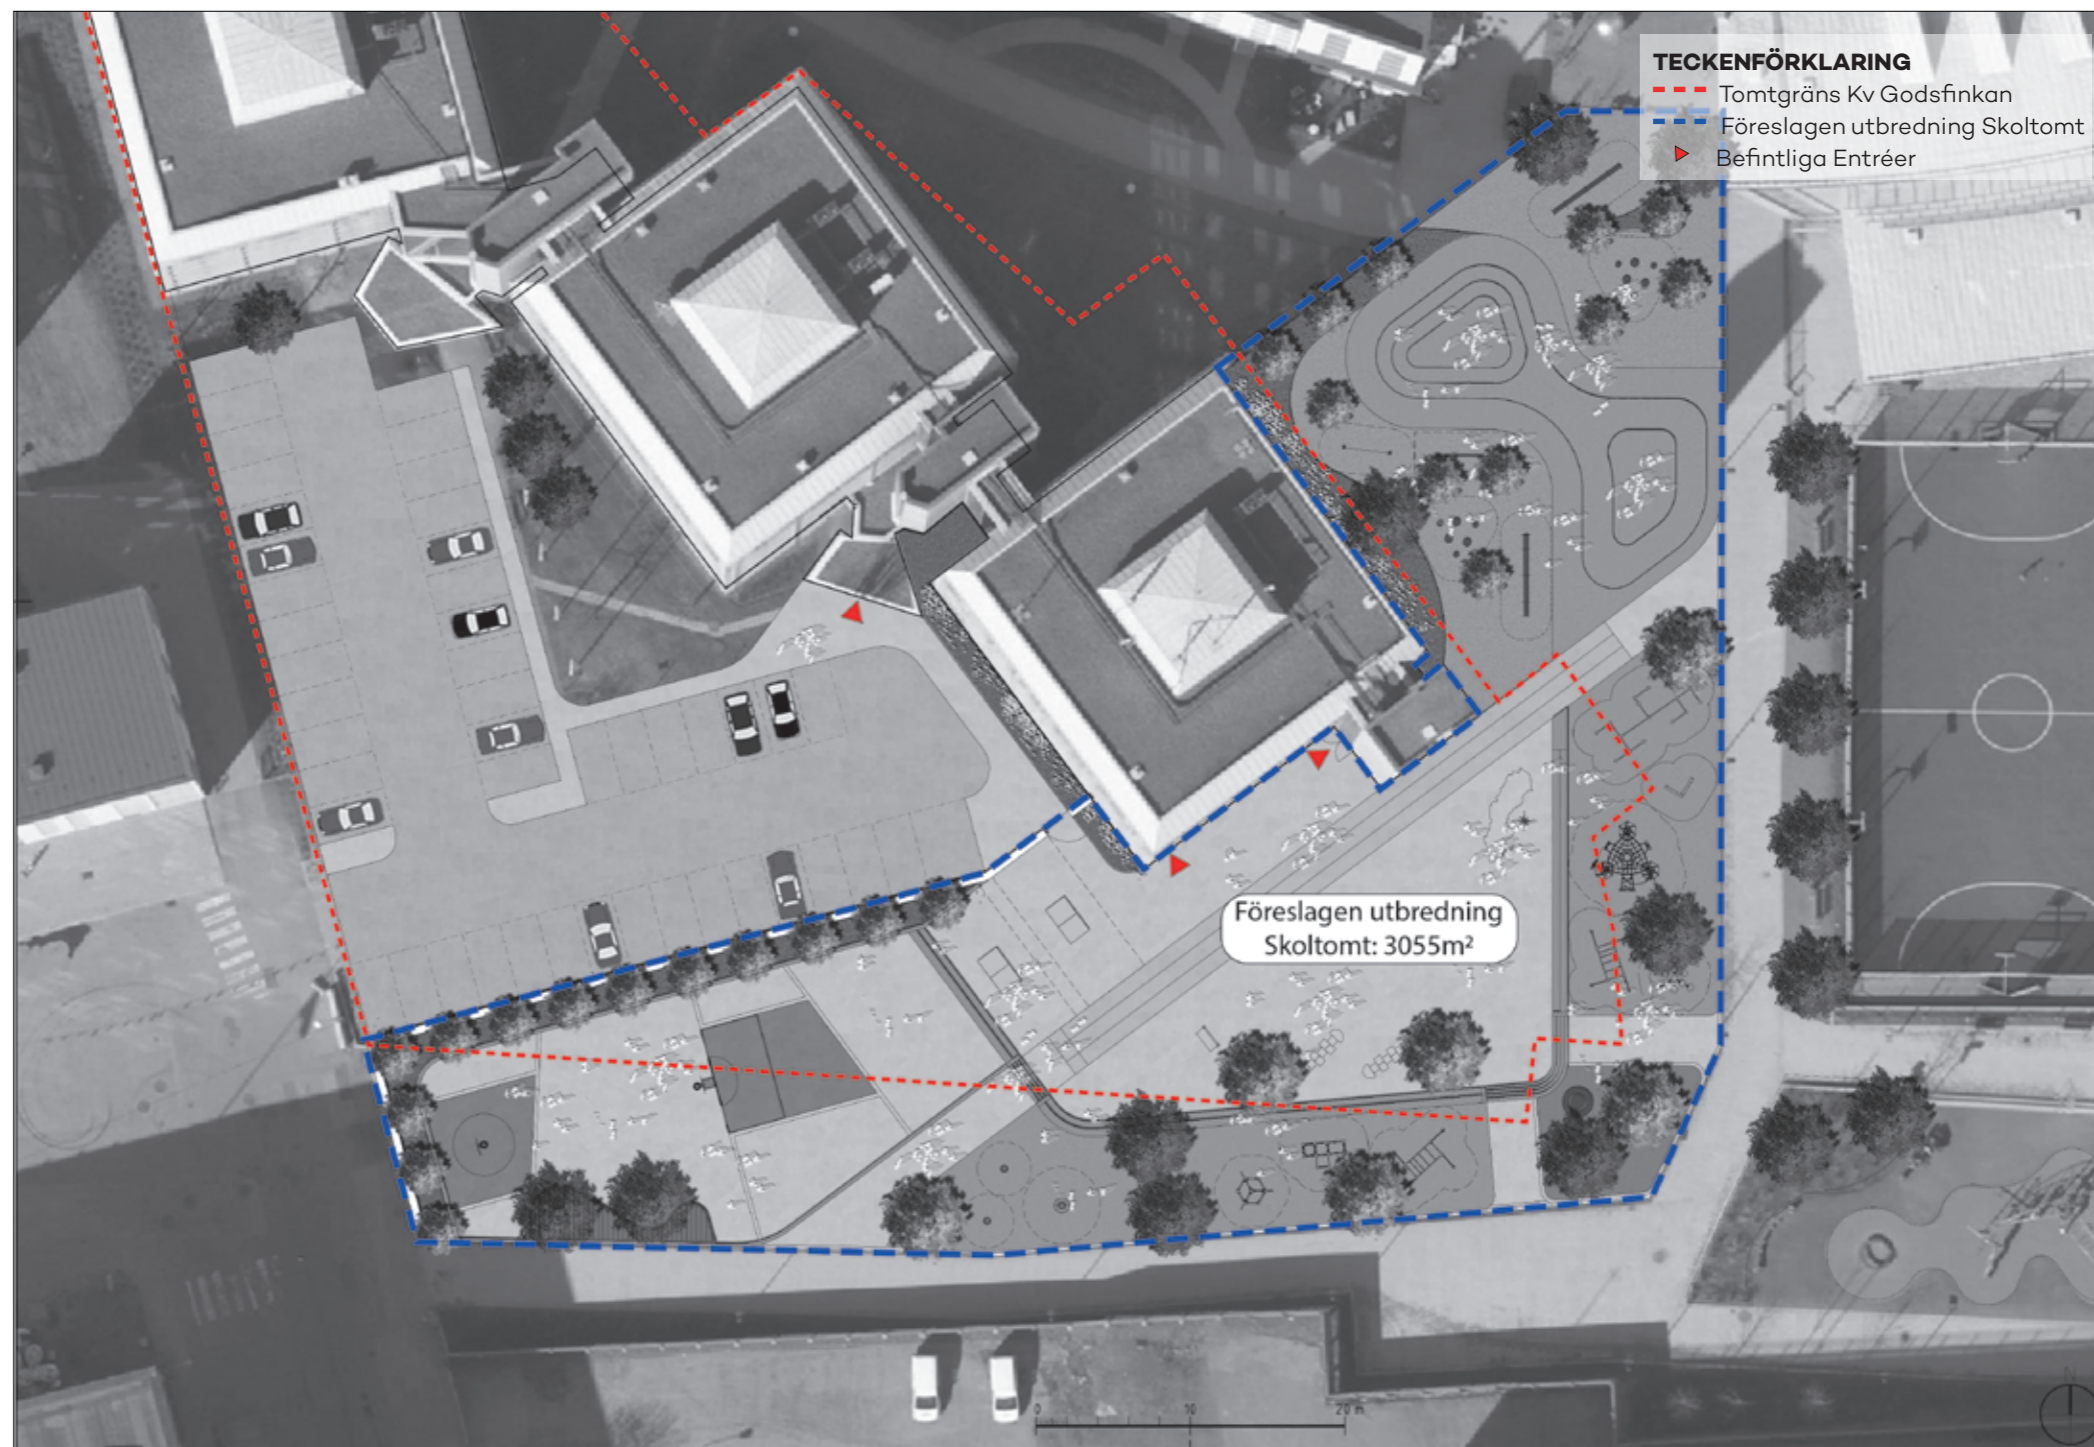 TECKENFÖRKLARING
Tomtgräns Kv Godsfinkan
Föreslagen utbredning Skoltomt
Befintliga Entréer
Föreslagen utbredning
Skoltomt: 3055m²
0 10 20 m
N